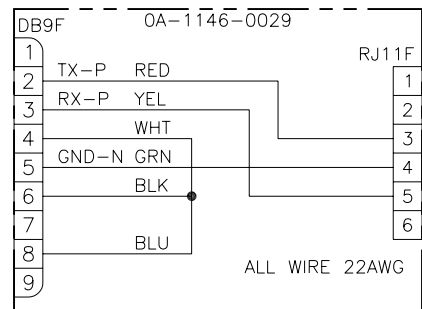 DB9F 0A-1146-0029
RJ11F
1
2 TX-P RED
3 RX-P YEL
4 WHT
5 GND-N GRN
6 BLK
7
8 BLU
9
1
2
3
4
5
6
ALL WIRE 22AWG